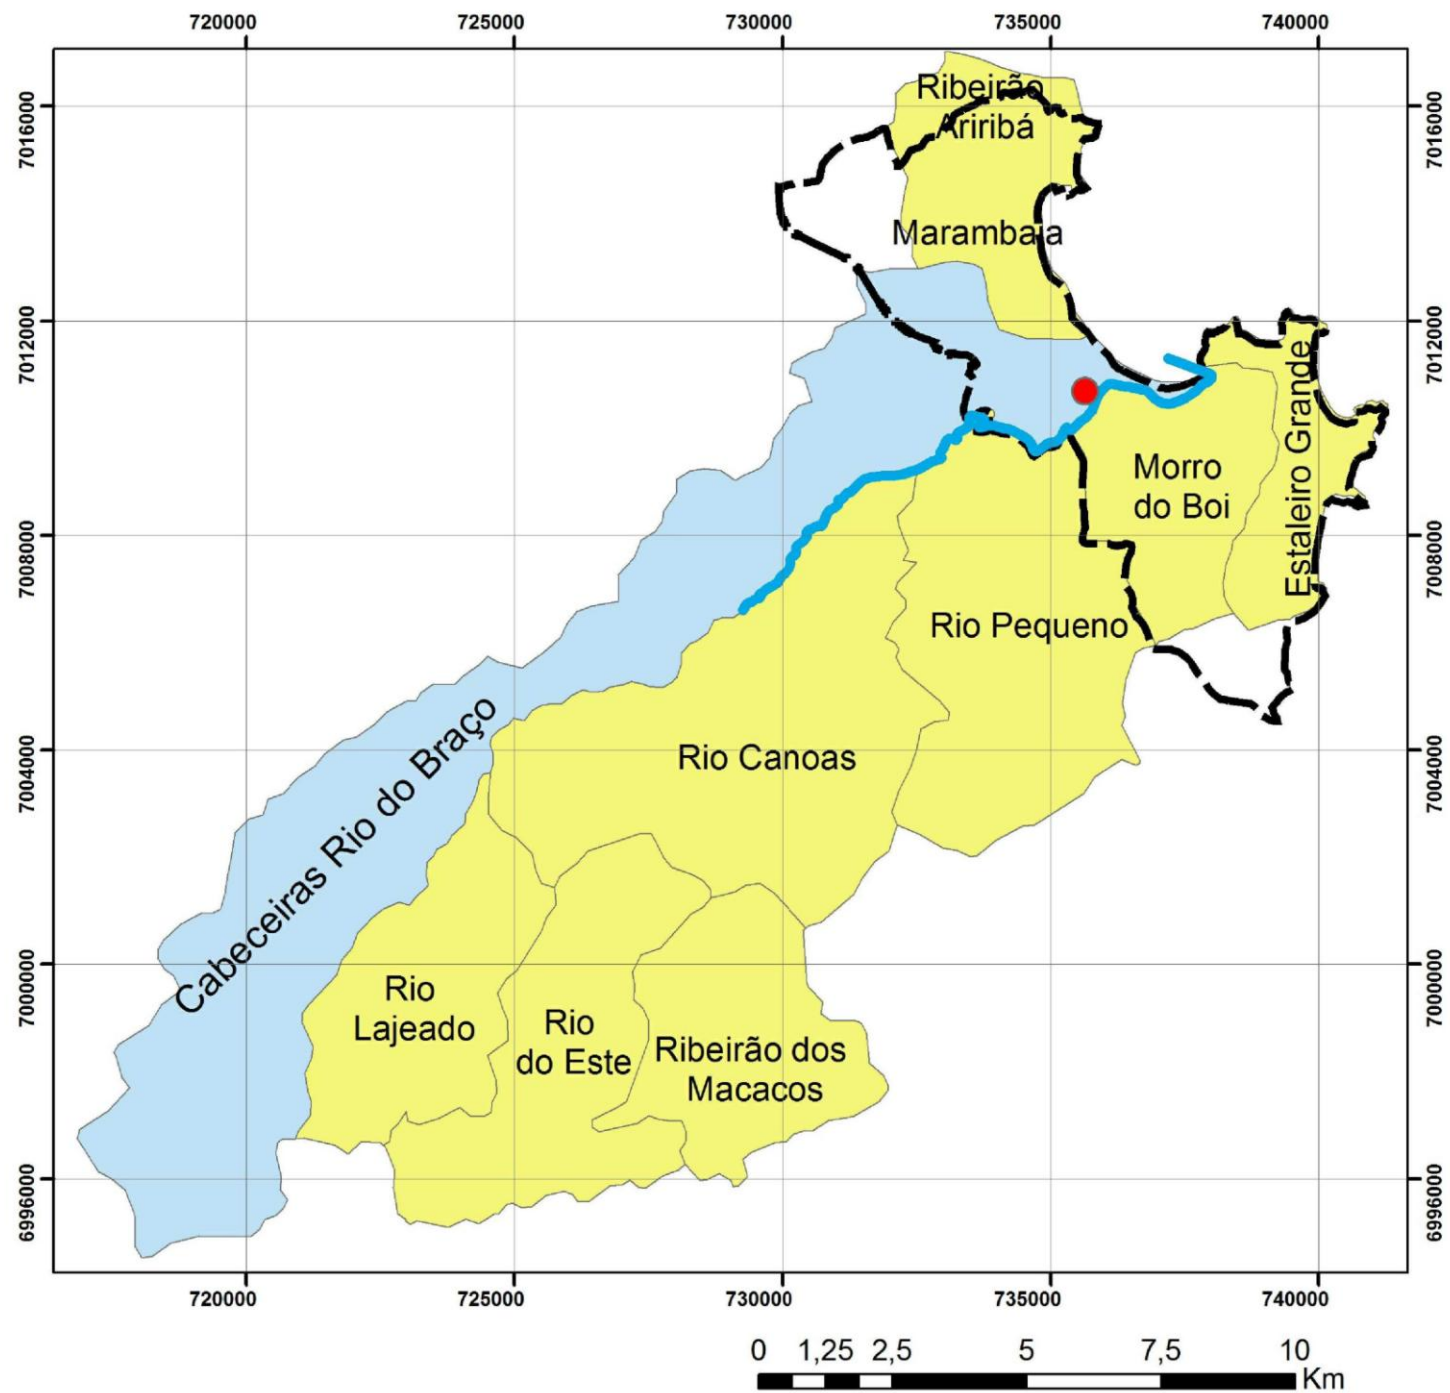 720000 725000 730000 735000 740000
7016000
7016000
Ribeirão
Ariribá
Marambaia
7012000
7012000
Estaleiro Grande
Morro
do Boi
7008000
7008000
Rio Pequeno
Rio Canoas
7004000
7004000
Cabeceiras Rio do Braço
7000000
7000000
Rio
Lajeado
Rio
do Este
Ribeirão dos
Macacos
6996000
6996000
720000 725000 730000 735000 740000
0 1,25 2,5 5 7,5 10
Km